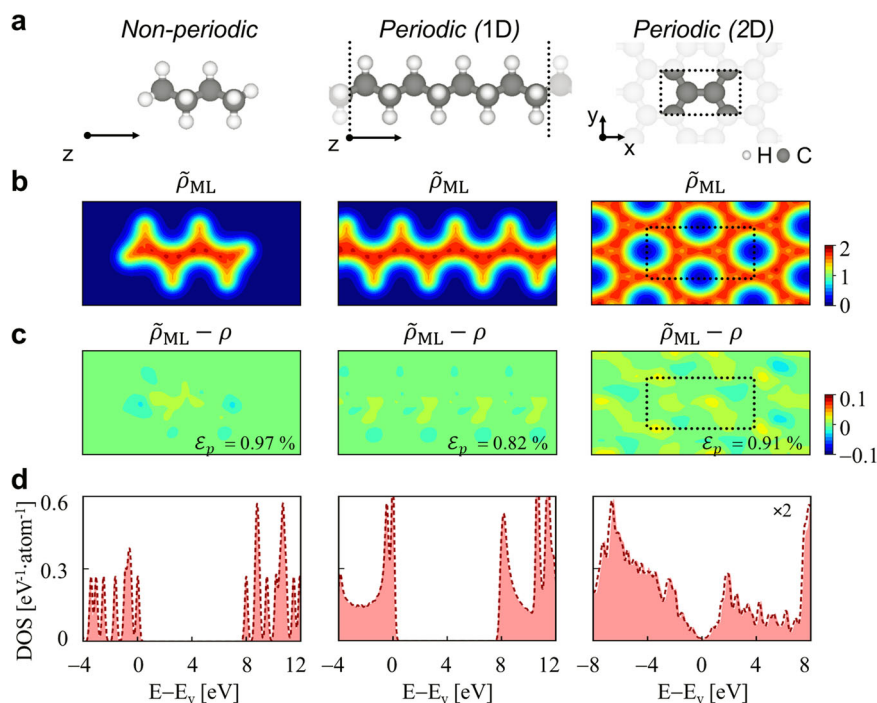 a Non-periodic Periodic (1D) Periodic (2D)
z z y x
H C
b ρ̃ML ρ̃ML ρ̃ML
2
1
0
c ρ̃ML − ρ ρ̃ML − ρ ρ̃ML − ρ
0.1
εp = 0.97 % εp = 0.82 % εp = 0.91 %
−0.1
d
DOS [eV⁻¹·atom⁻¹]
0.6 ×2
0.3
0
−4 0 4 8 12 −4 0 4 8 12 −8 −4 0 4 8
E−Ev [eV] E−Ev [eV] E−Ev [eV]